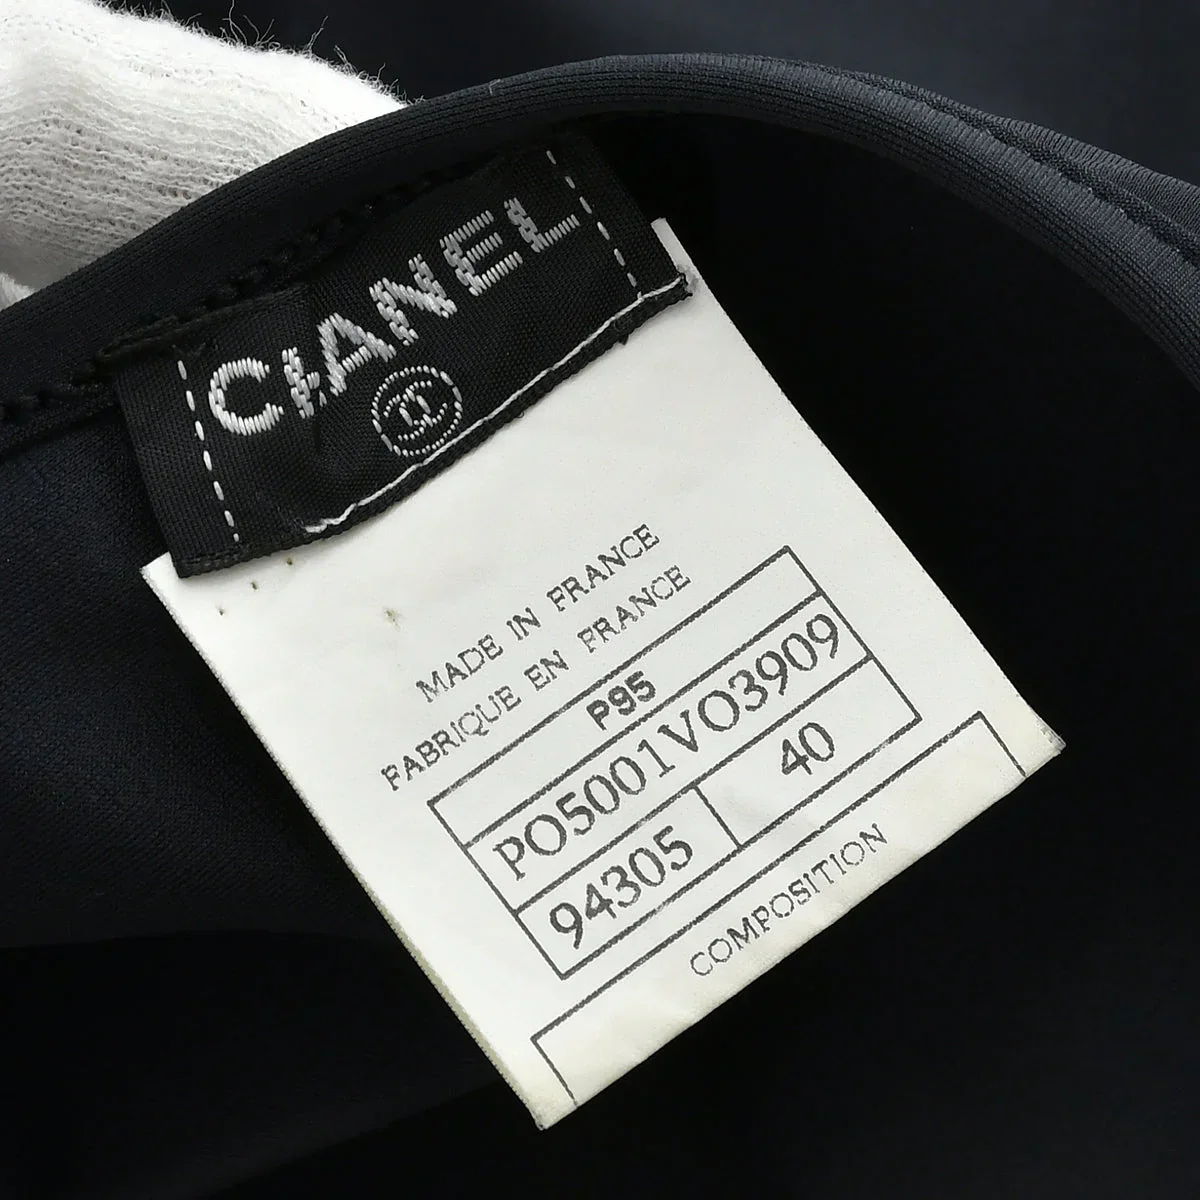 CHANEL
MADE IN FRANCE
FABRIQUE EN FRANCE
P95
PO5001VO3909
94305 40
COMPOSITION